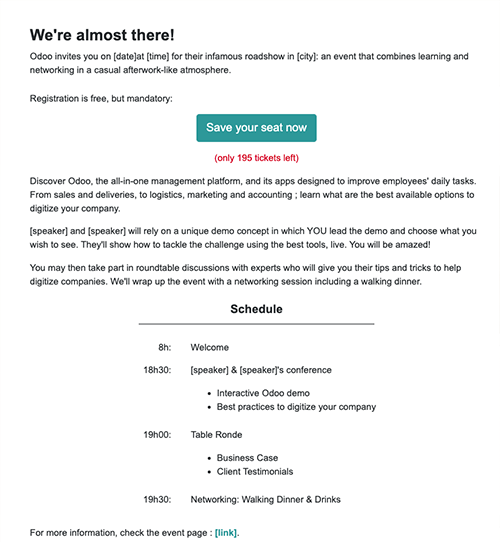 We're almost there!
Odoo invites you on [date]at [time] for their infamous roadshow in [city]: an event that combines learning and
networking in a casual afterwork-like atmosphere.
Registration is free, but mandatory:
Save your seat now
(only 195 tickets left)
Discover Odoo, the all-in-one management platform, and its apps designed to improve employees' daily tasks.
From sales and deliveries, to logistics, marketing and accounting ; learn what are the best available options to
digitize your company.
[speaker] and [speaker] will rely on a unique demo concept in which YOU lead the demo and choose what you
wish to see. They'll show how to tackle the challenge using the best tools, live. You will be amazed!
You may then take part in roundtable discussions with experts who will give you their tips and tricks to help
digitize companies. We'll wrap up the event with a networking session including a walking dinner.
Schedule
8h: Welcome
18h30: [speaker] & [speaker]'s conference
• Interactive Odoo demo
• Best practices to digitize your company
19h00: Table Ronde
• Business Case
• Client Testimonials
19h30: Networking: Walking Dinner & Drinks
For more information, check the event page : [link].